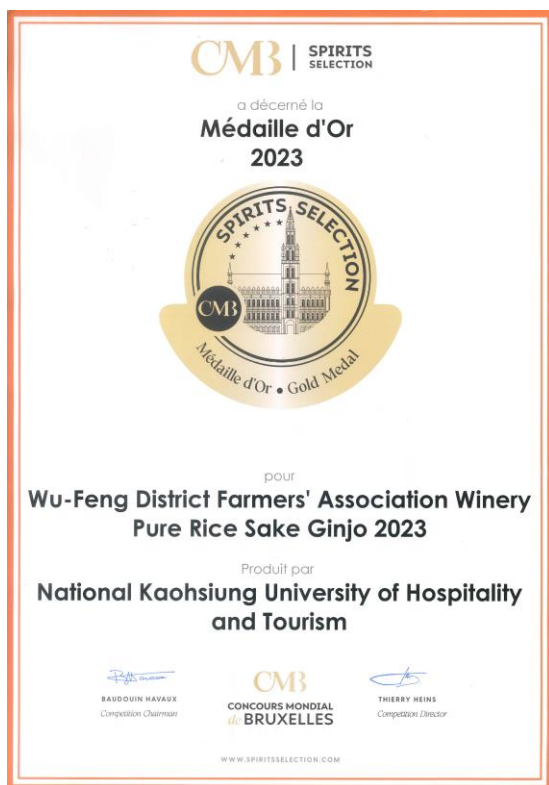 CMB | SPIRITS SELECTION
a décerné la
Médaille d'Or
2023
SPIRITS SELECTION
CMB
Médaille d'Or • Gold Medal
pour
Wu-Feng District Farmers' Association Winery
Pure Rice Sake Ginjo 2023
Produit par
National Kaohsiung University of Hospitality
and Tourism
BAUDOUIN HAVAUX
Competition Chairman
CMB
CONCOURS MONDIAL
de BRUXELLES
THIERRY HEINS
Competition Director
WWW.SPIRITSSELECTION.COM